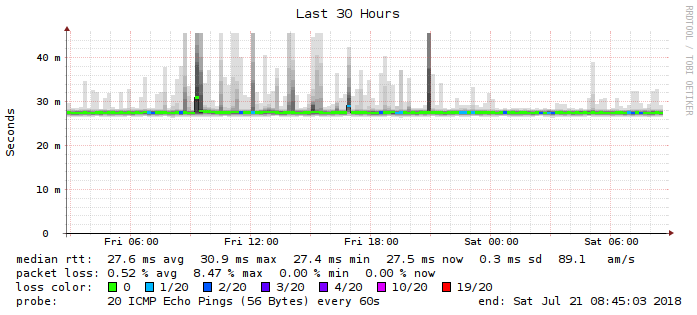 Last 30 Hours
RRDTOOL / TOBI OETIKER
Seconds
40 m
30 m
20 m
10 m
0
Fri 06:00 Fri 12:00 Fri 18:00 Sat 00:00 Sat 06:00
median rtt: 27.6 ms avg 30.9 ms max 27.4 ms min 27.5 ms now 0.3 ms sd 89.1 am/s
packet loss: 0.52 % avg 8.47 % max 0.00 % min 0.00 % now
loss color: 0 1/20 2/20 3/20 4/20 10/20 19/20
probe: 20 ICMP Echo Pings (56 Bytes) every 60s end: Sat Jul 21 08:45:03 2018